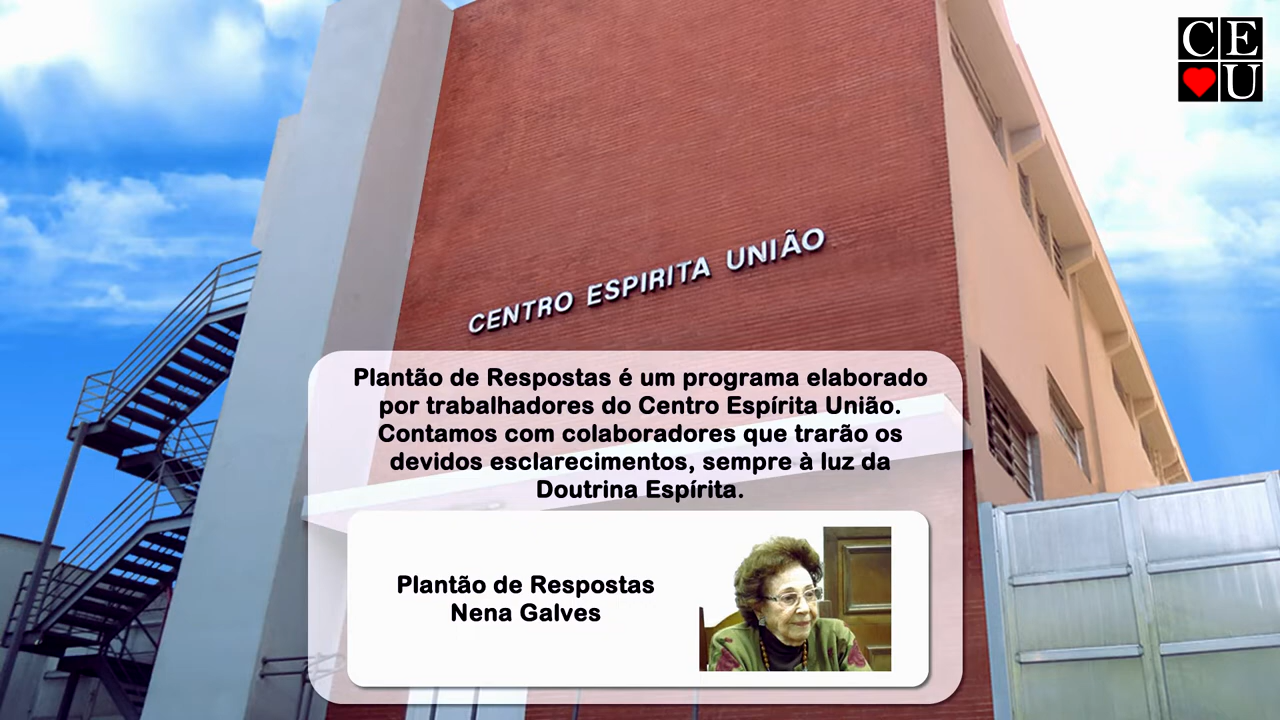 CE
U
CENTRO ESPIRITA UNIÃO
Plantão de Respostas é um programa elaborado
por trabalhadores do Centro Espírita União.
Contamos com colaboradores que trarão os
devidos esclarecimentos, sempre à luz da
Doutrina Espírita.
Plantão de Respostas
Nena Galves